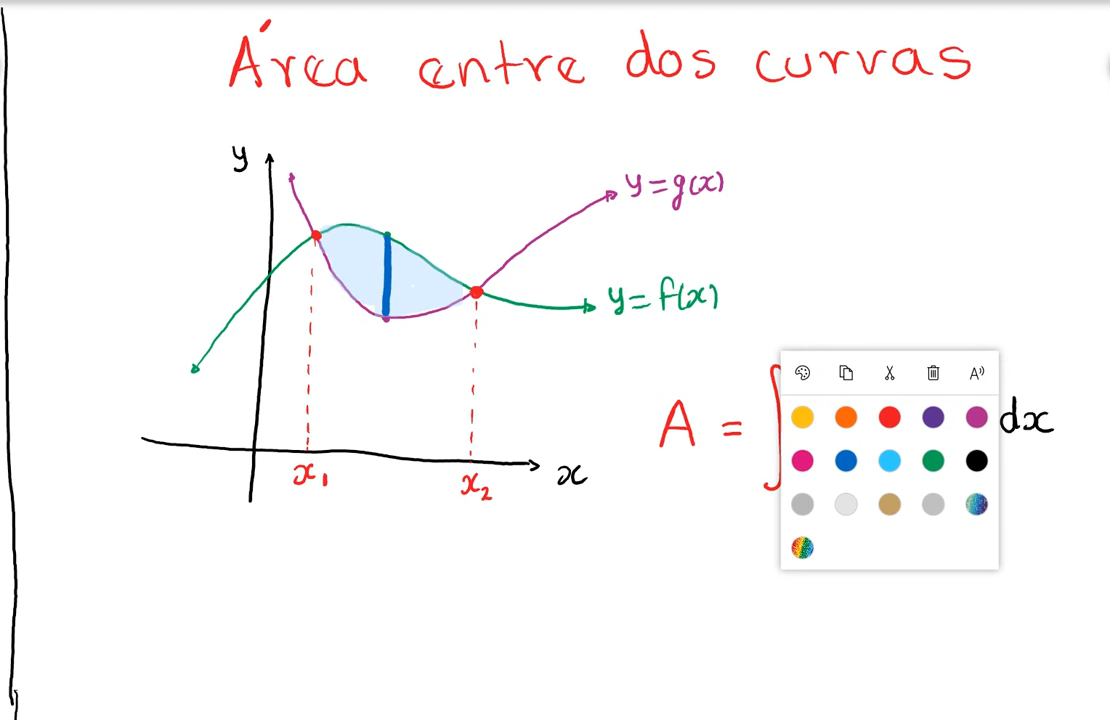 Área entre dos curvas
y
y=g(x)
y=f(x)
A = ∫ dx
x₁
x₂
x